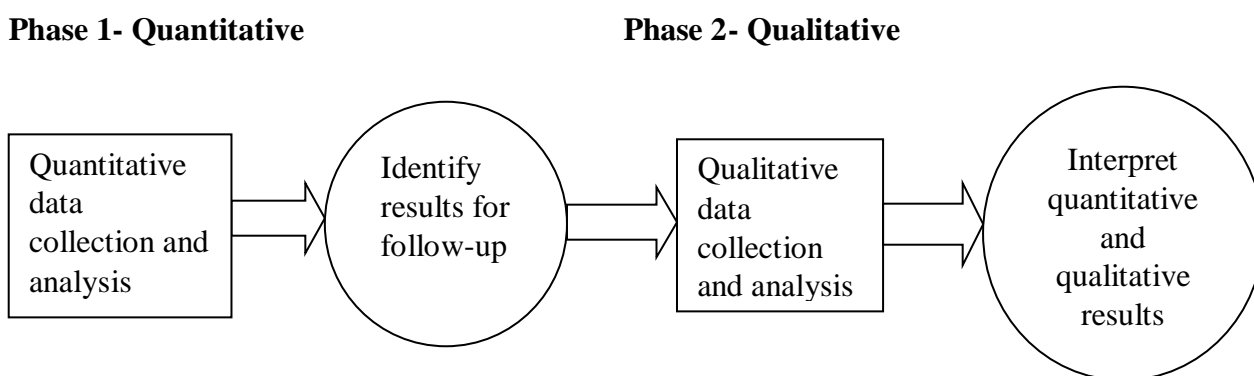 Phase 1- Quantitative
Phase 2- Qualitative
Quantitative
data
collection and
analysis
Identify
results for
follow-up
Qualitative
data
collection
and analysis
Interpret
quantitative
and
qualitative
results